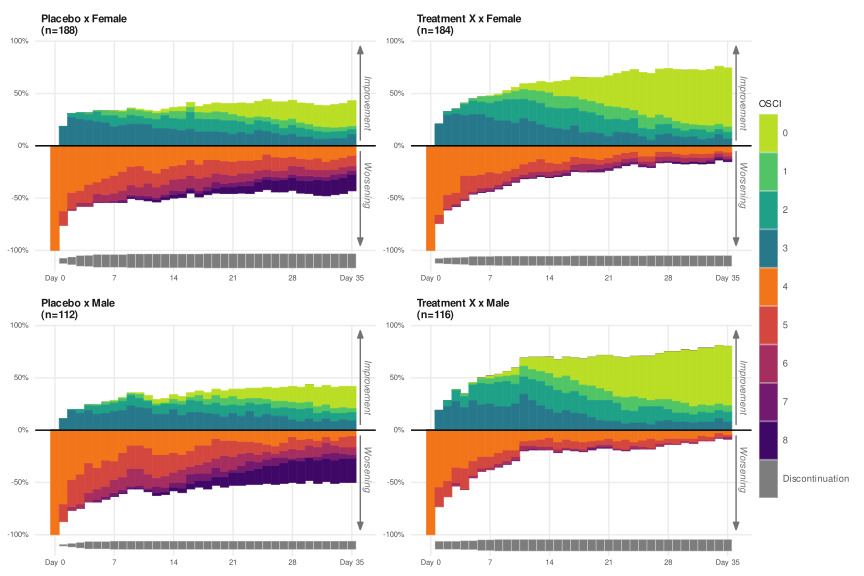 Placebo x Female
(n=188)
100%
50%
0%
50%
-100%
Improvement
Worsening
Day 0
7
14
21
28
Day 35
Treatment X x Female
(n=184)
100%
50%
0%
50%
-100%
Improvement
Worsening
Day 0
7
14
21
28
Day 35
Placebo x Male
(n=112)
100%
50%
0%
50%
-100%
Improvement
Worsening
Day 0
7
14
21
28
Day 35
Treatment X x Male
(n=116)
100%
50%
0%
50%
-100%
Improvement
Worsening
Day 0
7
14
21
28
Day 35
OSCI
0
1
2
3
4
5
6
7
8
Discontinuation